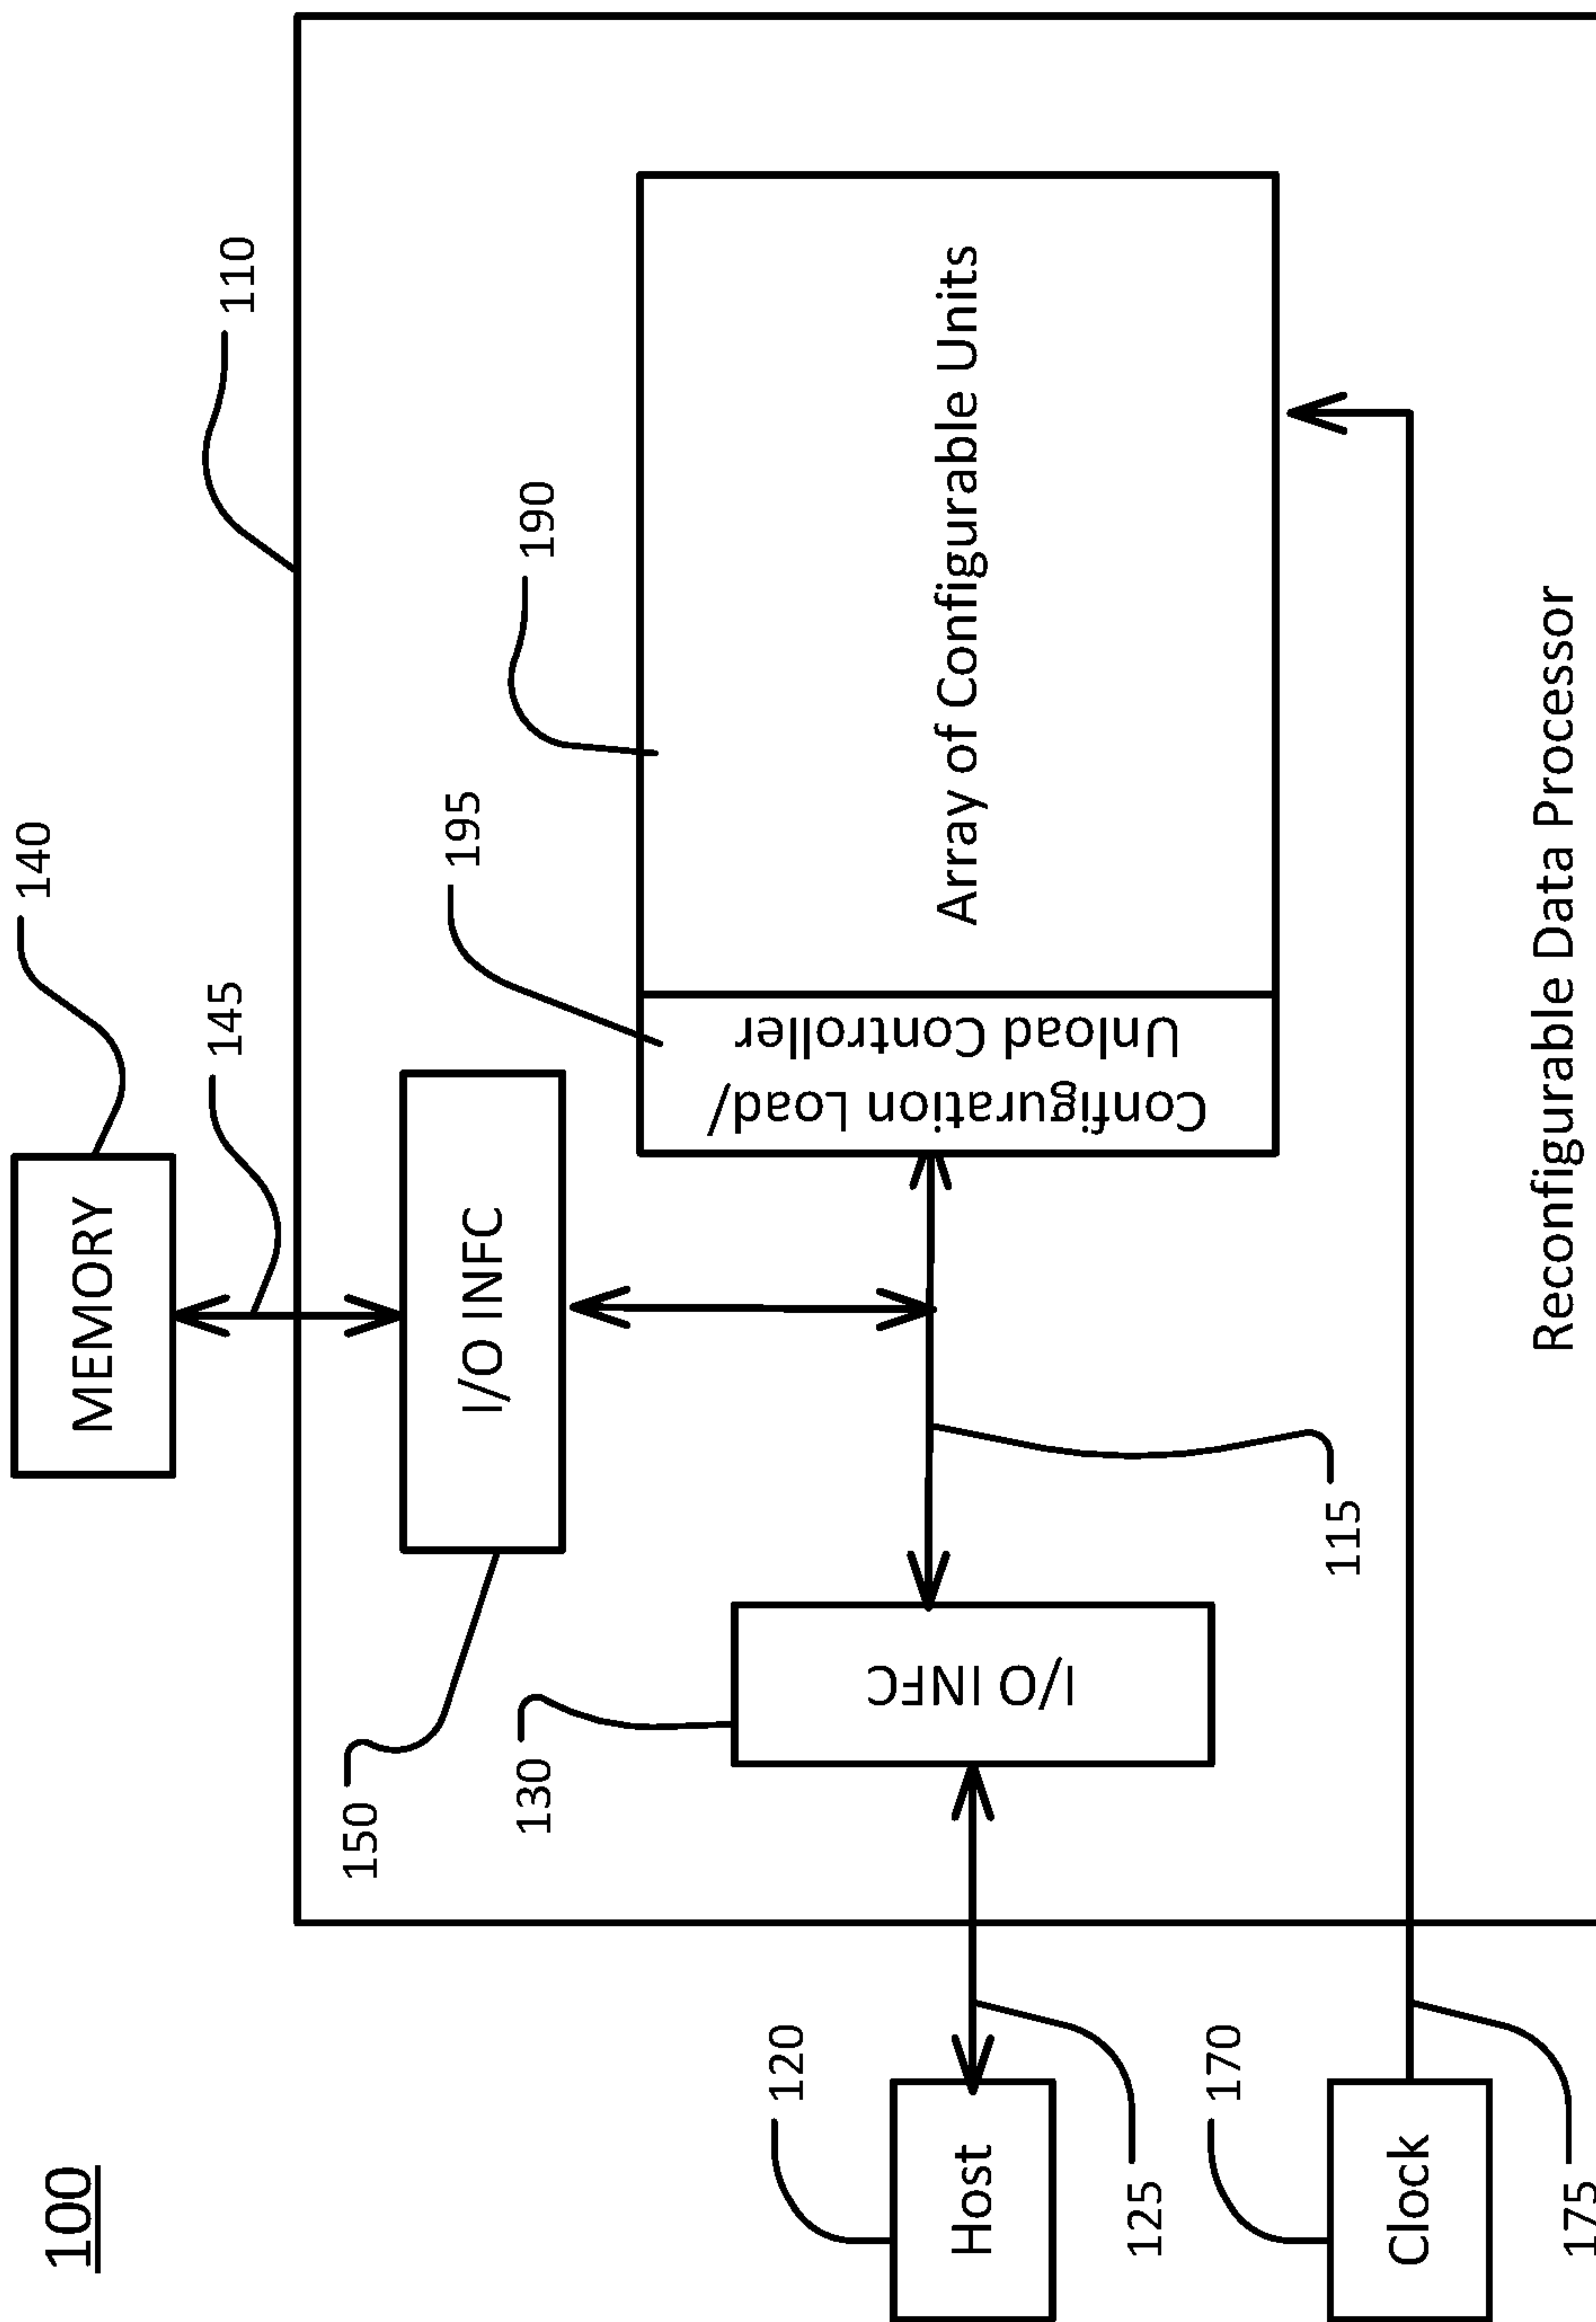 100
140
MEMORY
145
110
150
I/O INFC
195
130
190
120
Host
I/O INFC
Configuration Load/
Unload Controller
Array of Configurable Units
125
170
115
Clock
175
Reconfigurable Data Processor